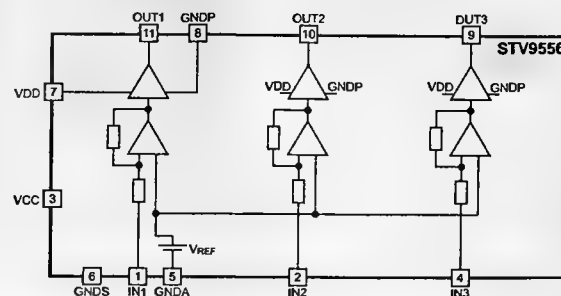 OUT1 GNDP OUT2 DUT3
11 8 10 9
STV9556
VDD 7 VDD GNDP VDD GNDP
VCC 3
VREF
6 1 5 2 4
GNDS IN1 GNDA IN2 IN3